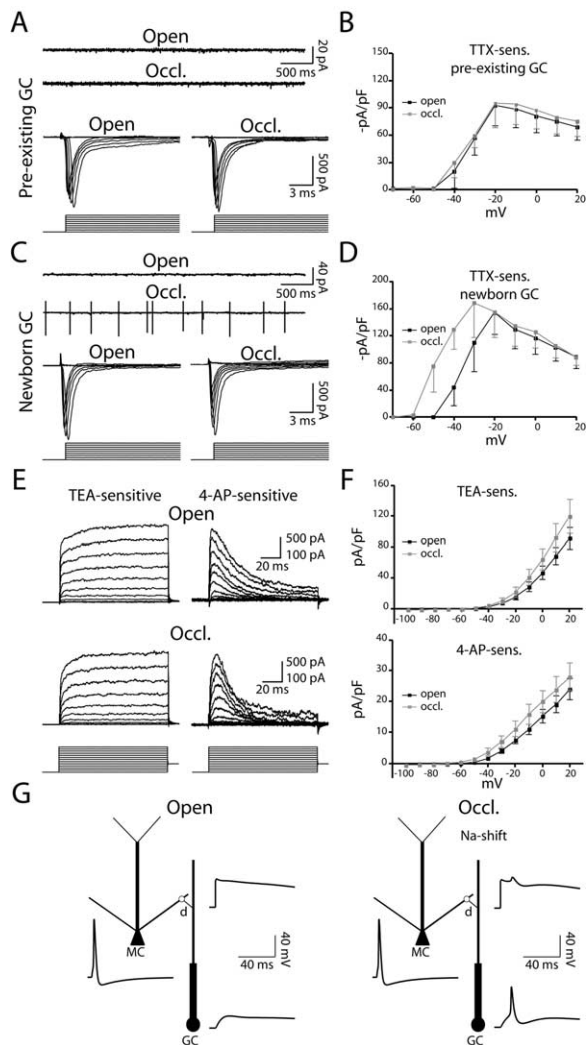 A
Pre-existing GC
Open
20 pA
500 ms
Occl.
Open
Occl.
500 pA
3 ms
B
TTX-sens.
pre-existing GC
open
occl.
-pA/pF
150
120
90
60
30
0
-60 -40 -20 0 20
mV
C
Newborn GC
Open
40 pA
500 ms
Occl.
Open
Occl.
500 pA
3 ms
D
TTX-sens.
newborn GC
open
occl.
-pA/pF
200
160
120
80
40
0
-60 -40 -20 0 20
mV
E
TEA-sensitive 4-AP-sensitive
Open
500 pA
100 pA
20 ms
Occl.
500 pA
100 pA
20 ms
F
TEA-sens.
open
occl.
pA/pF
160
120
80
40
0
-100 -80 -60 -40 -20 0 20
4-AP-sens.
open
occl.
pA/pF
40
30
20
10
0
-100 -80 -60 -40 -20 0 20
mV
G
Open
d
MC
40 mV
40 ms
GC
Occl.
Na-shift
d
MC
40 mV
40 ms
GC